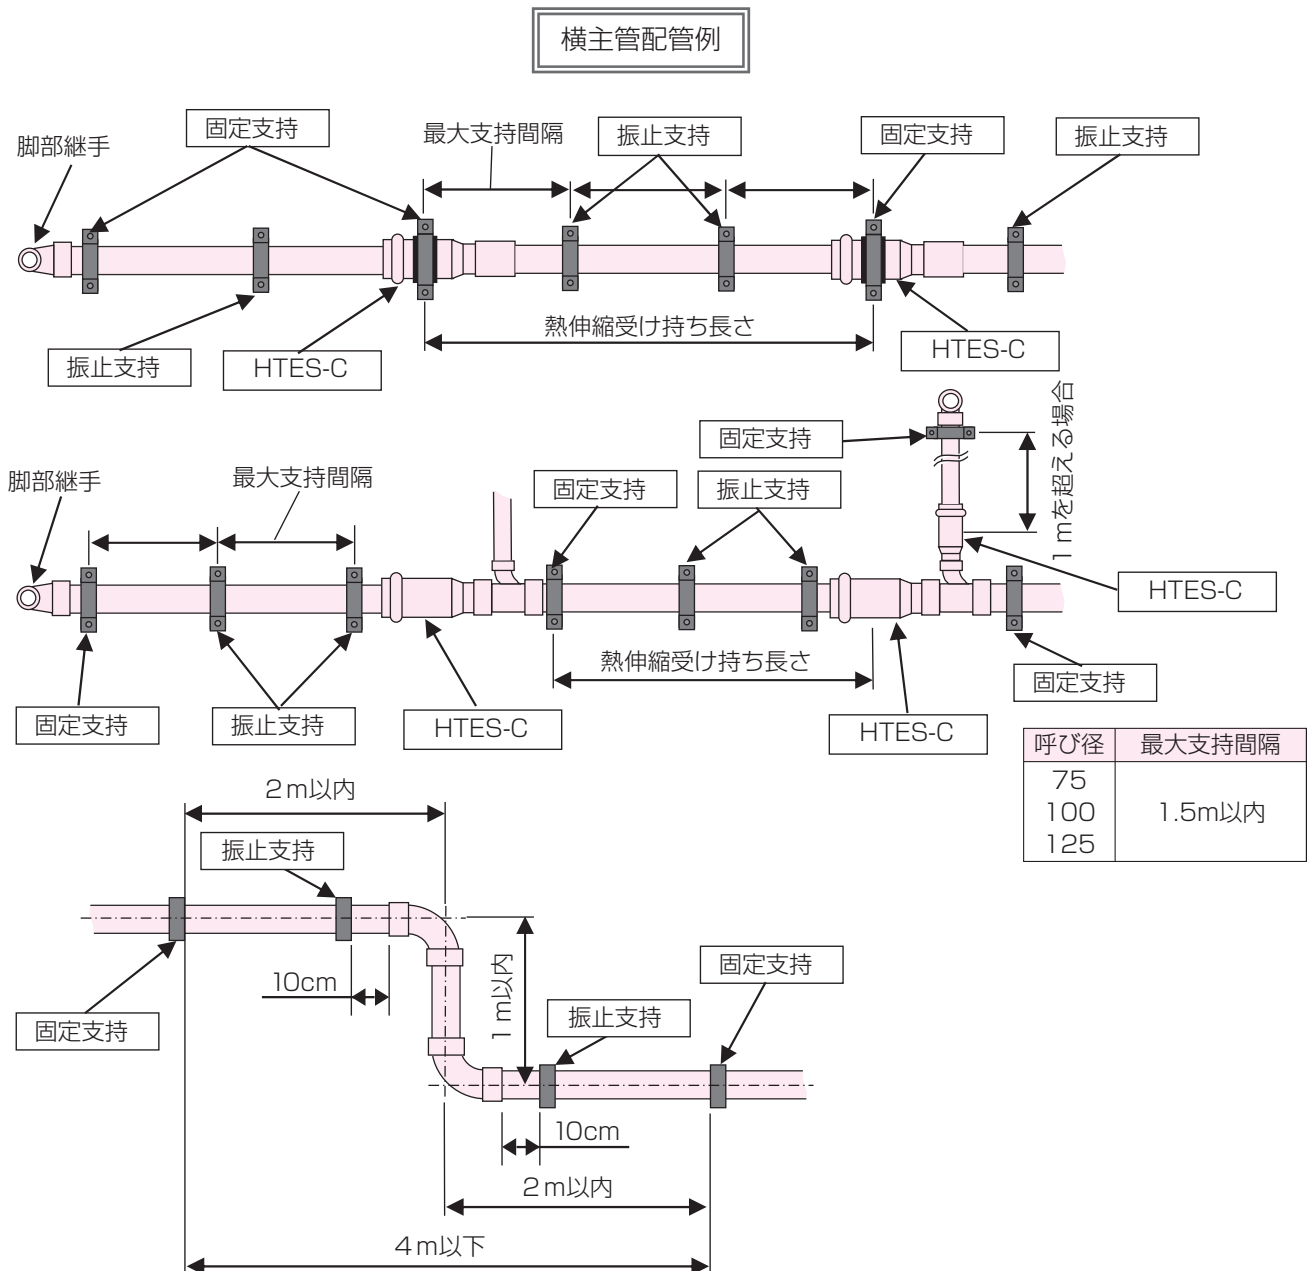 横主管配管例
脚部継手
固定支持
最大支持間隔
振止支持
固定支持
振止支持
振止支持
HTES-C
熱伸縮受け持ち長さ
HTES-C
脚部継手
最大支持間隔
固定支持
振止支持
固定支持
1mを超える場合
HTES-C
固定支持
振止支持
HTES-C
熱伸縮受け持ち長さ
HTES-C
固定支持
呼び径 最大支持間隔
75
100 1.5m以内
125
2m以内
振止支持
固定支持
10cm
1m以内
振止支持
固定支持
10cm
2m以内
4m以下